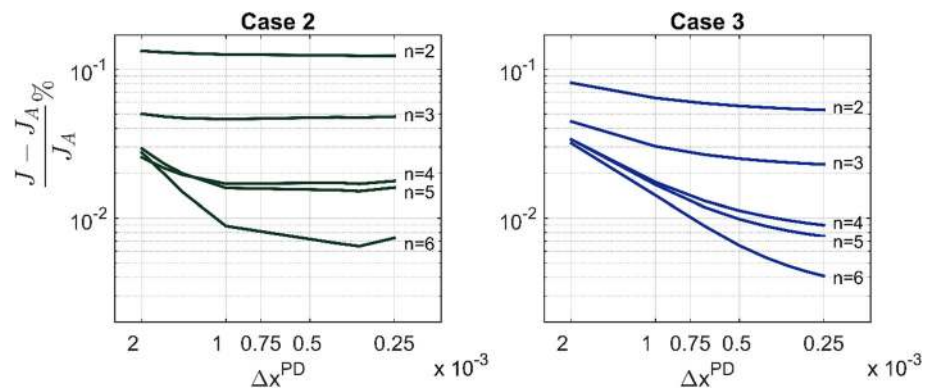 Case 2
Case 3
J − J_A / J_A %
10^-1
10^-2
n=2
n=3
n=4
n=5
n=6
2 1 0.75 0.5 0.25
× 10^-3
Δx^PD
10^-1
10^-2
n=2
n=3
n=4
n=5
n=6
2 1 0.75 0.5 0.25
× 10^-3
Δx^PD